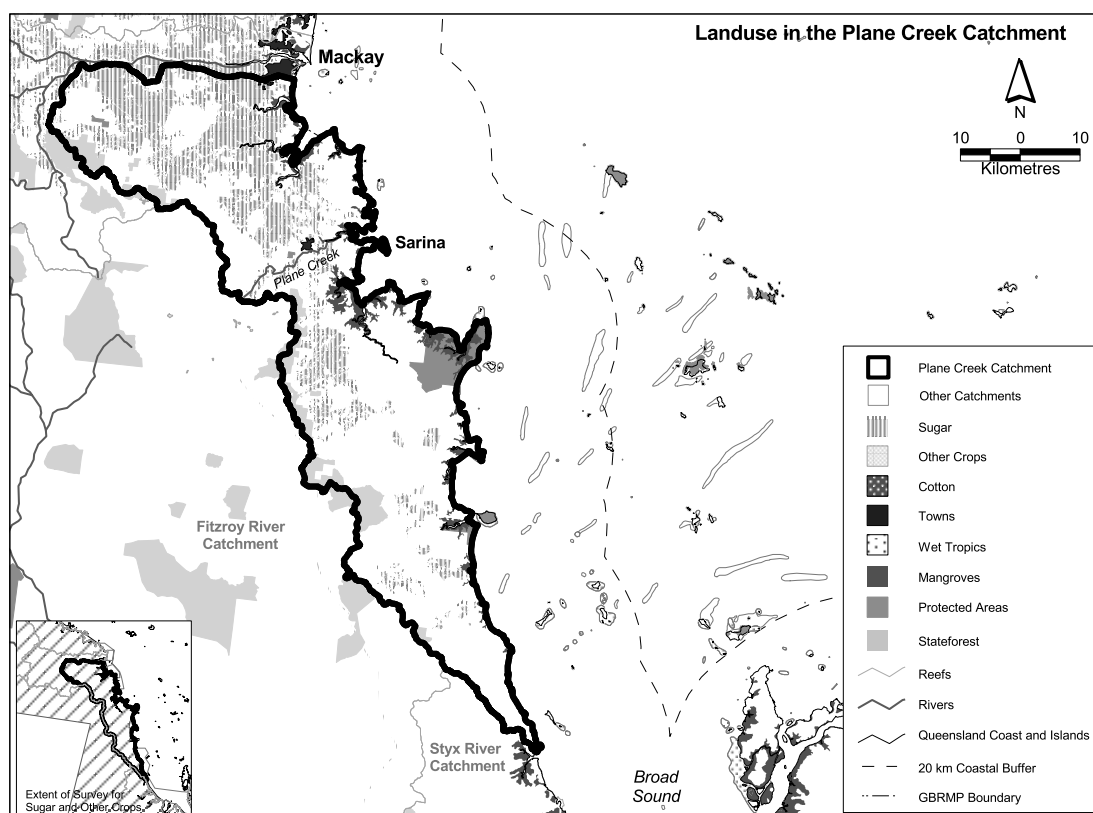 Landuse in the Plane Creek Catchment
Mackay
N
10 0 10
Kilometres
Sarina
Plane Creek
Fitzroy River
Catchment
Styx River
Catchment
Broad
Sound
Plane Creek Catchment
Other Catchments
Sugar
Other Crops
Cotton
Towns
Wet Tropics
Mangroves
Protected Areas
Stateforest
Reefs
Rivers
Queensland Coast and Islands
20 km Coastal Buffer
GBRMP Boundary
Extent of Survey for
Sugar and Other Crops